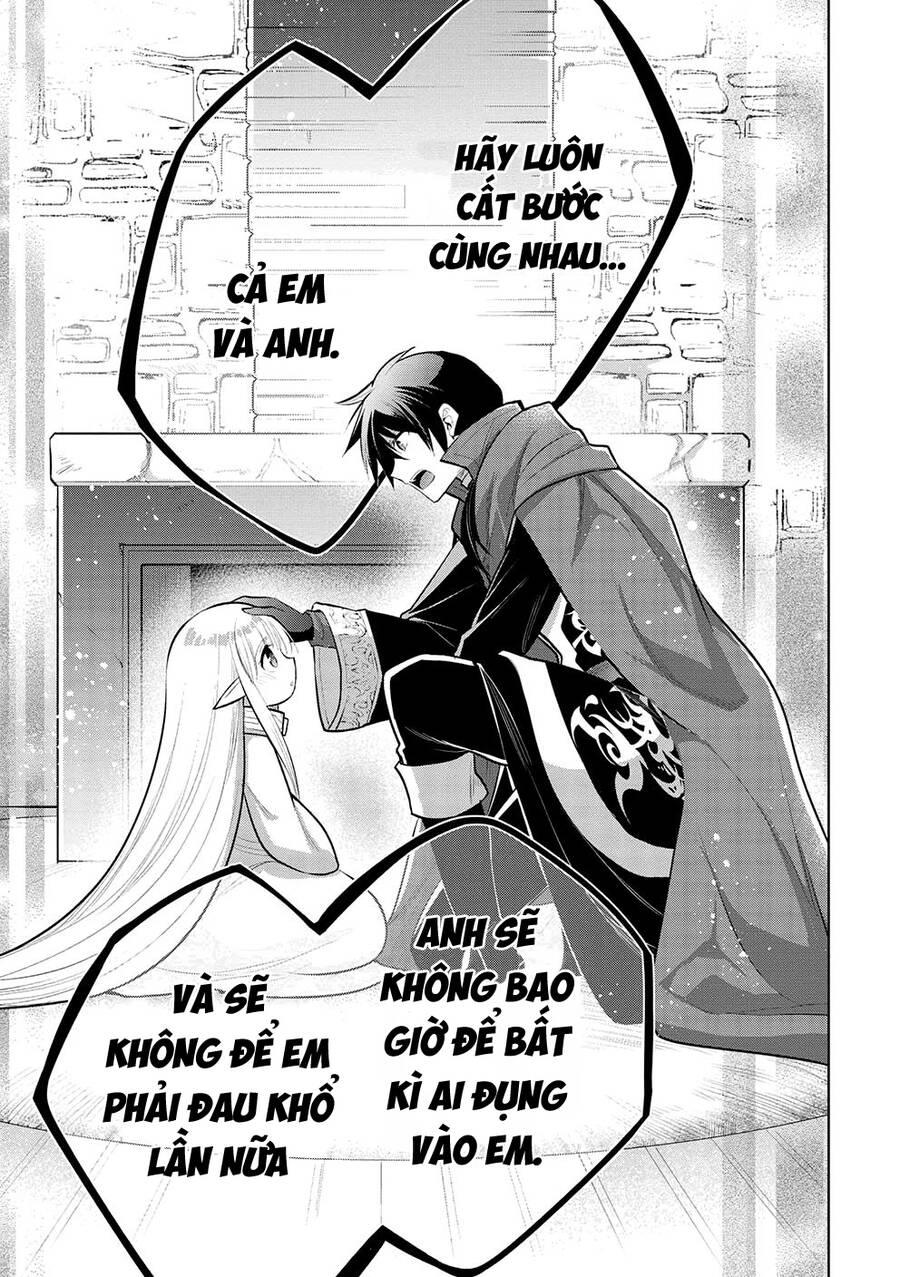 HÃY LUÔN
CẤT BƯỚC
CÙNG NHAU...
CẢ EM
VÀ ANH.
ANH SẼ
KHÔNG BAO
GIỜ ĐỂ BẤT
KÌ AI ĐỤNG
VÀO EM.
VÀ SẼ
KHÔNG ĐỂ EM
PHẢI ĐAU KHỔ
LẦN NỮA